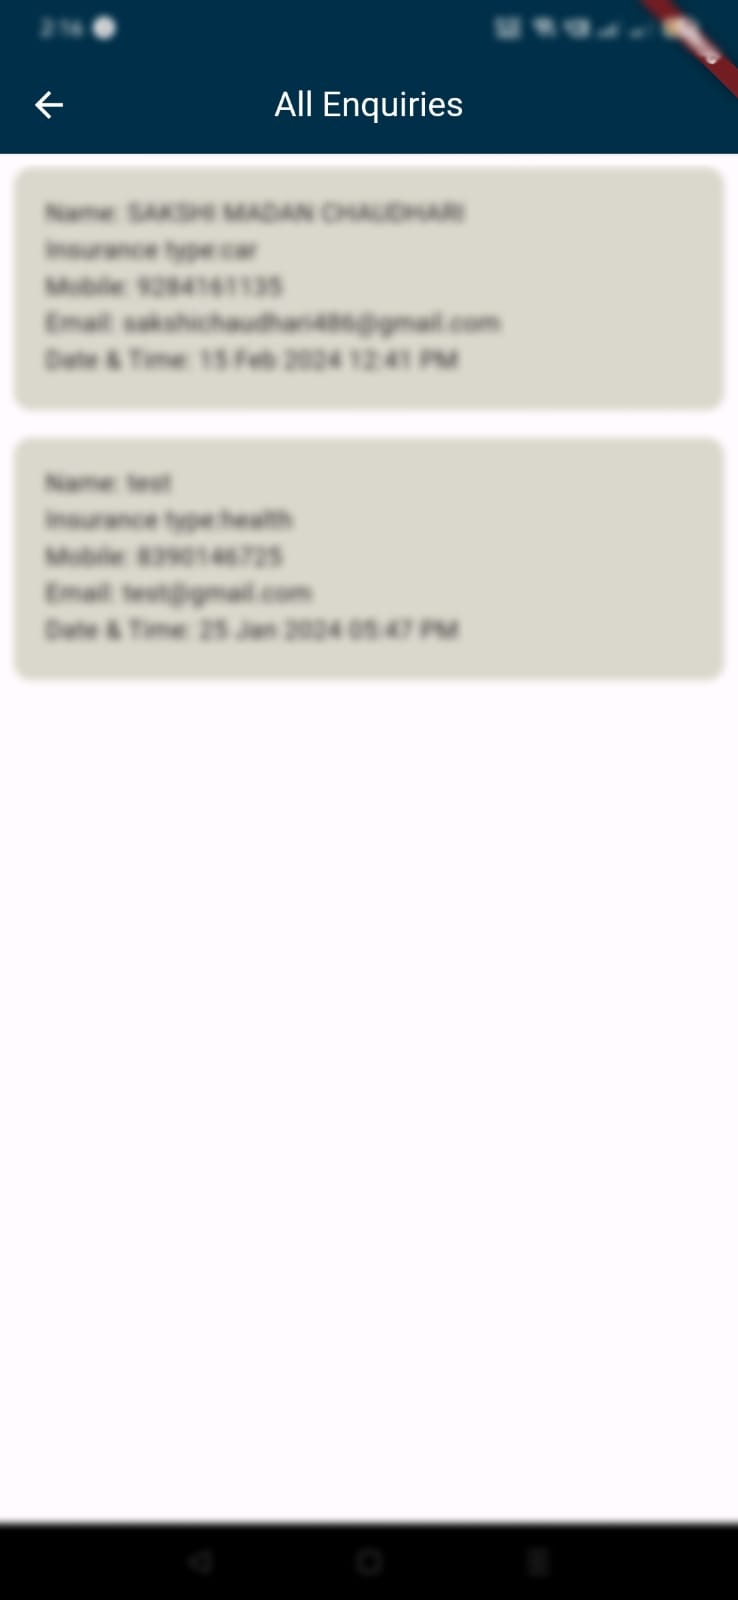 2:16
All Enquiries
Name: SAKSHI MADAN CHAUDHARI
Insurance type:car
Mobile: 9284161135
Email: sakshichaudhari486@gmail.com
Date & Time: 15 Feb 2024 12:41 PM
Name: test
Insurance type:health
Mobile: 8390146725
Email: test@gmail.com
Date & Time: 25 Jan 2024 05:47 PM